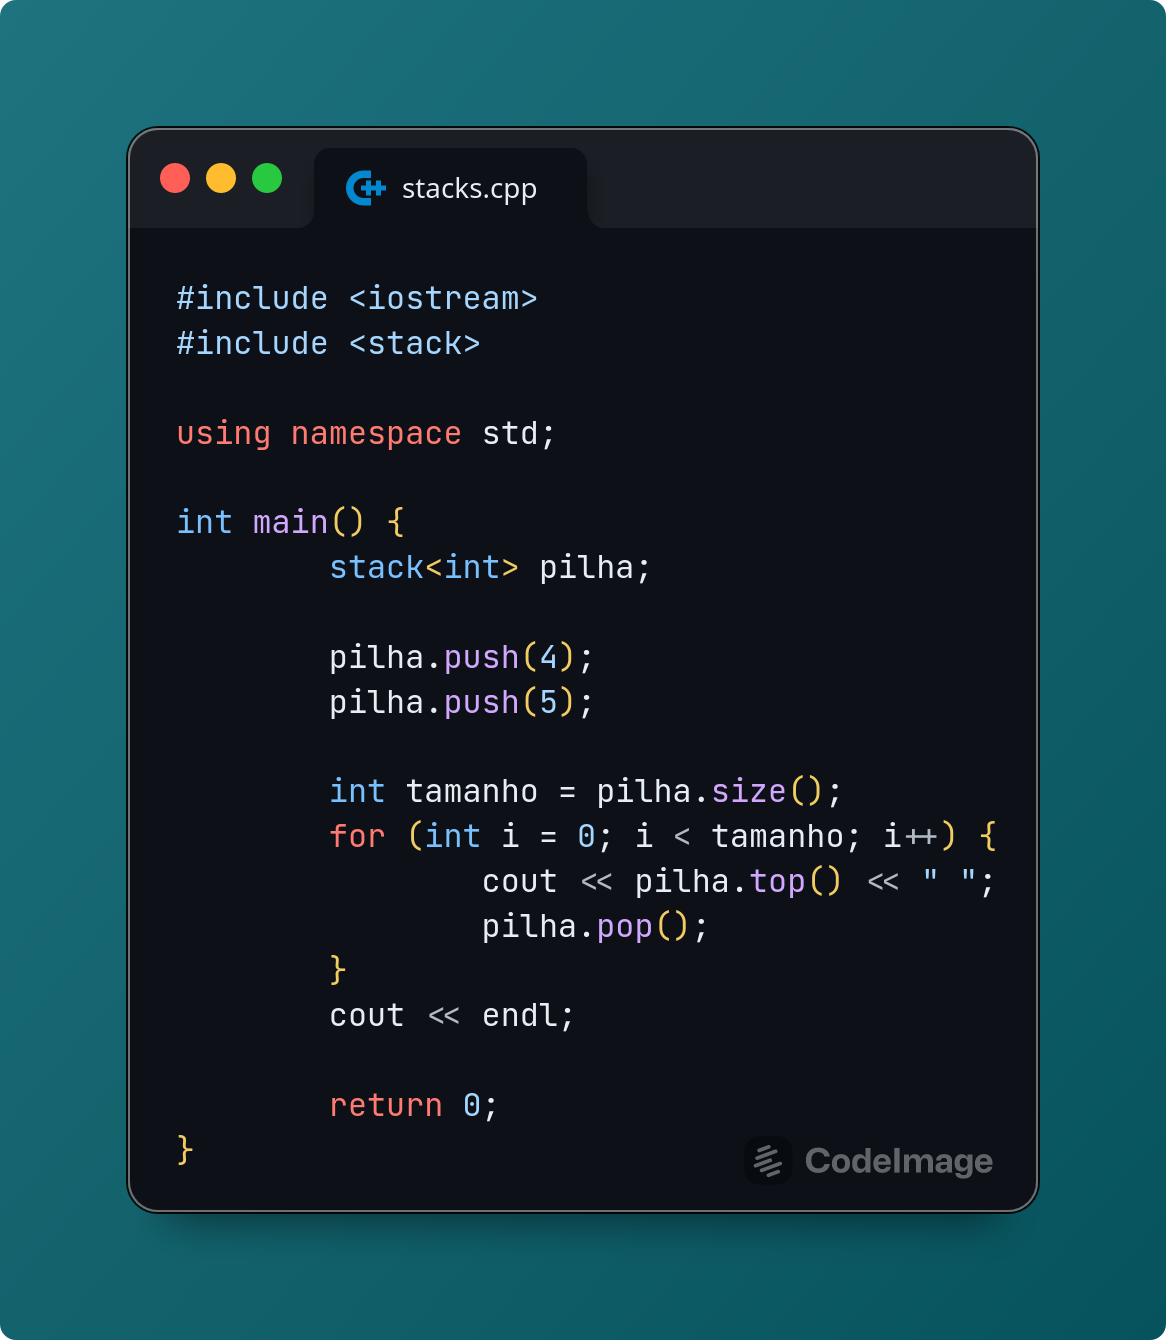 stacks.cpp
#include <iostream>
#include <stack>
using namespace std;
int main() {
stack<int> pilha;
pilha.push(4);
pilha.push(5);
int tamanho = pilha.size();
for (int i = 0; i < tamanho; i++) {
cout << pilha.top() << " ";
pilha.pop();
}
cout << endl;
return 0;
}
CodeImage